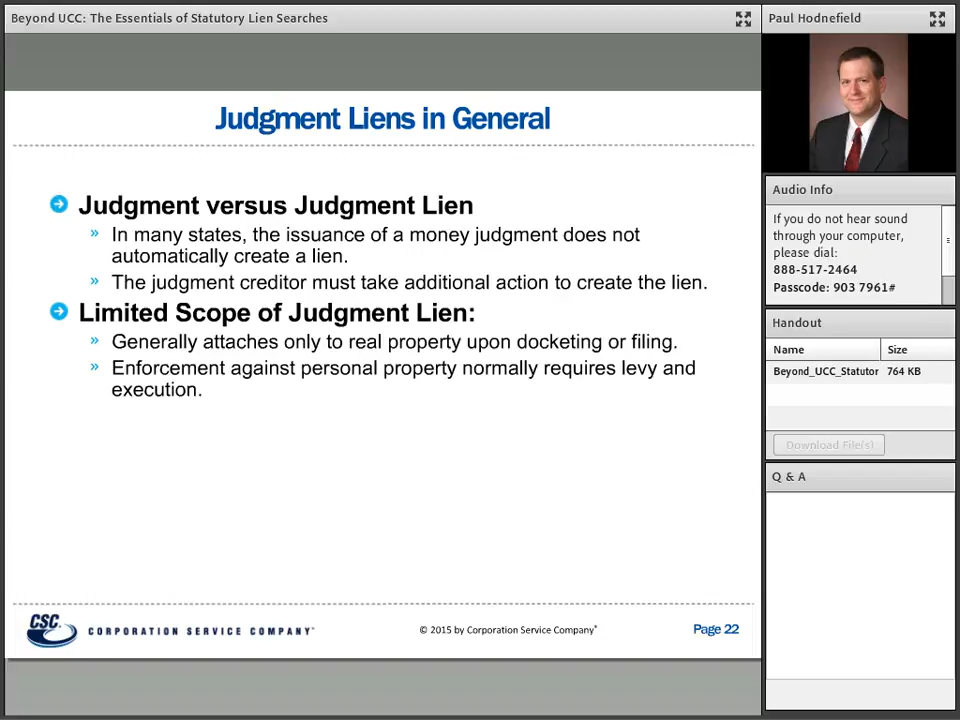 Beyond UCC: The Essentials of Statutory Lien Searches
Judgment Liens in General
Judgment versus Judgment Lien
» In many states, the issuance of a money judgment does not
automatically create a lien.
» The judgment creditor must take additional action to create the lien.
Limited Scope of Judgment Lien:
» Generally attaches only to real property upon docketing or filing.
» Enforcement against personal property normally requires levy and
execution.
CSC.
CORPORATION SERVICE COMPANY®
© 2015 by Corporation Service Company®
Page 22
Paul Hodnefield
Audio Info
If you do not hear sound
through your computer,
please dial:
888-517-2464
Passcode: 903 7961#
Handout
Name Size
Beyond_UCC_Statutor 764 KB
Download File(s)
Q & A